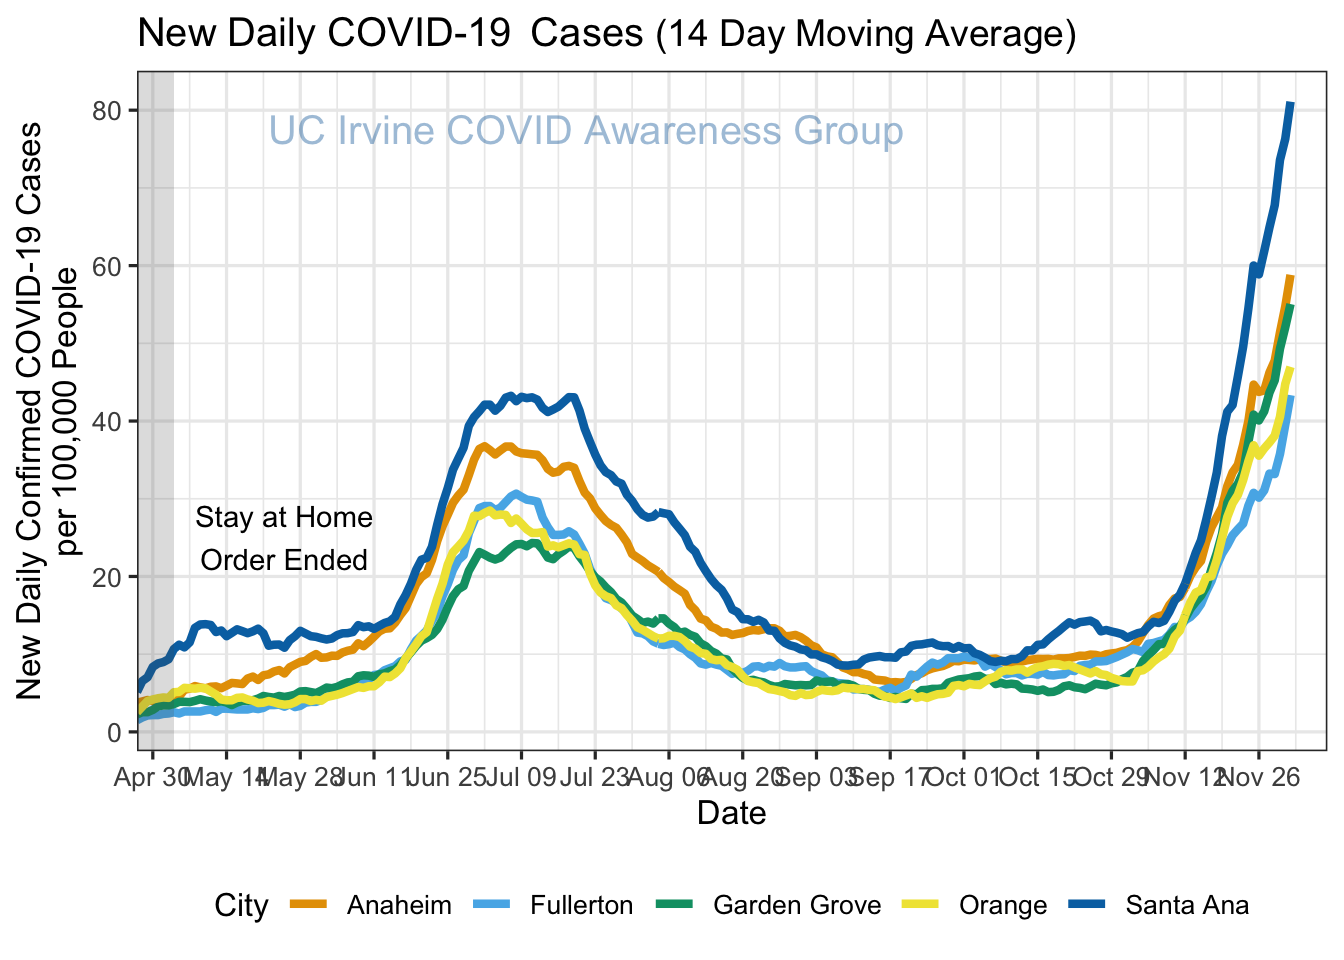 New Daily COVID-19  Cases (14 Day Moving Average)
UC Irvine COVID Awareness Group
New Daily Confirmed COVID-19 Cases
per 100,000 People
80
60
40
20
0
Stay at Home
Order Ended
Apr 30 May 14 May 28 Jun 11 Jun 25 Jul 09 Jul 23 Aug 06 Aug 20 Sep 03 Sep 17 Oct 01 Oct 15 Oct 29 Nov 12 Nov 26
Date
City Anaheim Fullerton Garden Grove Orange Santa Ana